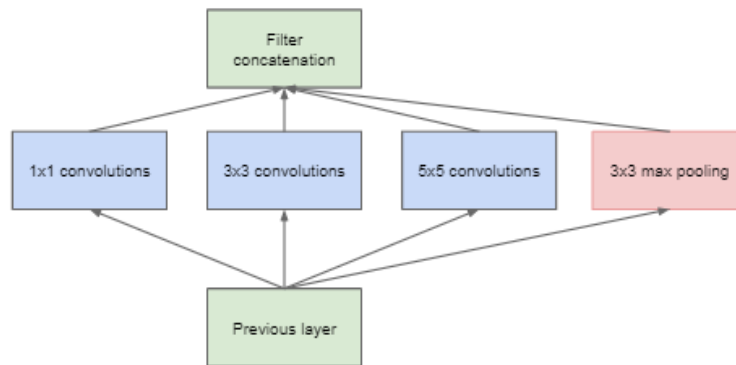 Filter
concatenation
1x1 convolutions
3x3 convolutions
5x5 convolutions
3x3 max pooling
Previous layer